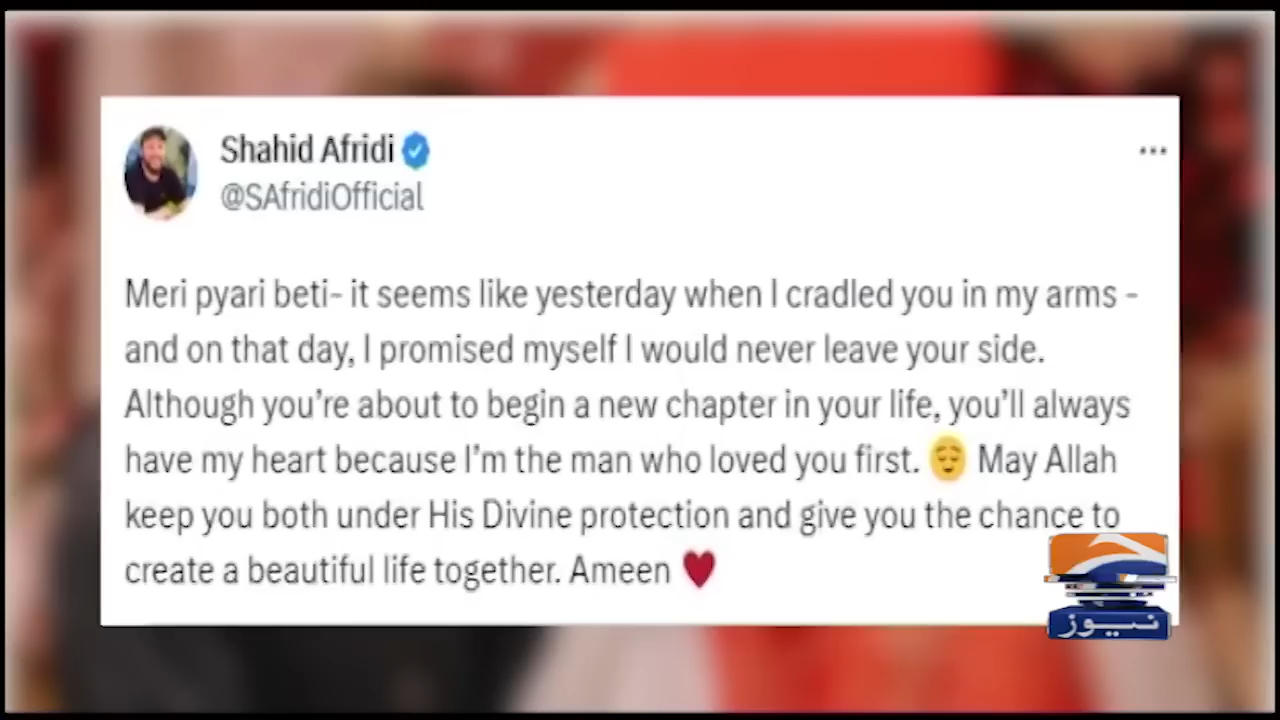 Shahid Afridi
@SAfridiOfficial
Meri pyari beti- it seems like yesterday when I cradled you in my arms -
and on that day, I promised myself I would never leave your side.
Although you’re about to begin a new chapter in your life, you’ll always
have my heart because I’m the man who loved you first. 😌 May Allah
keep you both under His Divine protection and give you the chance to
create a beautiful life together. Ameen ♥
نیوز